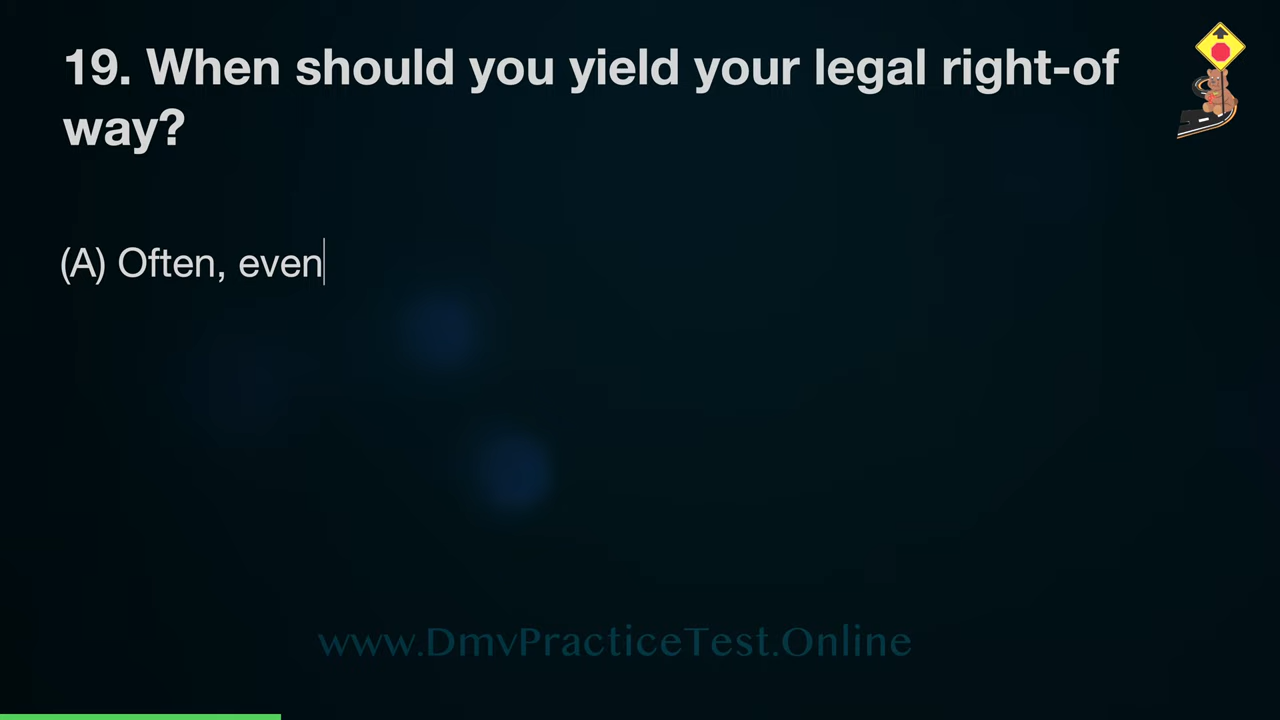 19. When should you yield your legal right-of
way?
(A) Often, even
www.DmvPracticeTest.Online